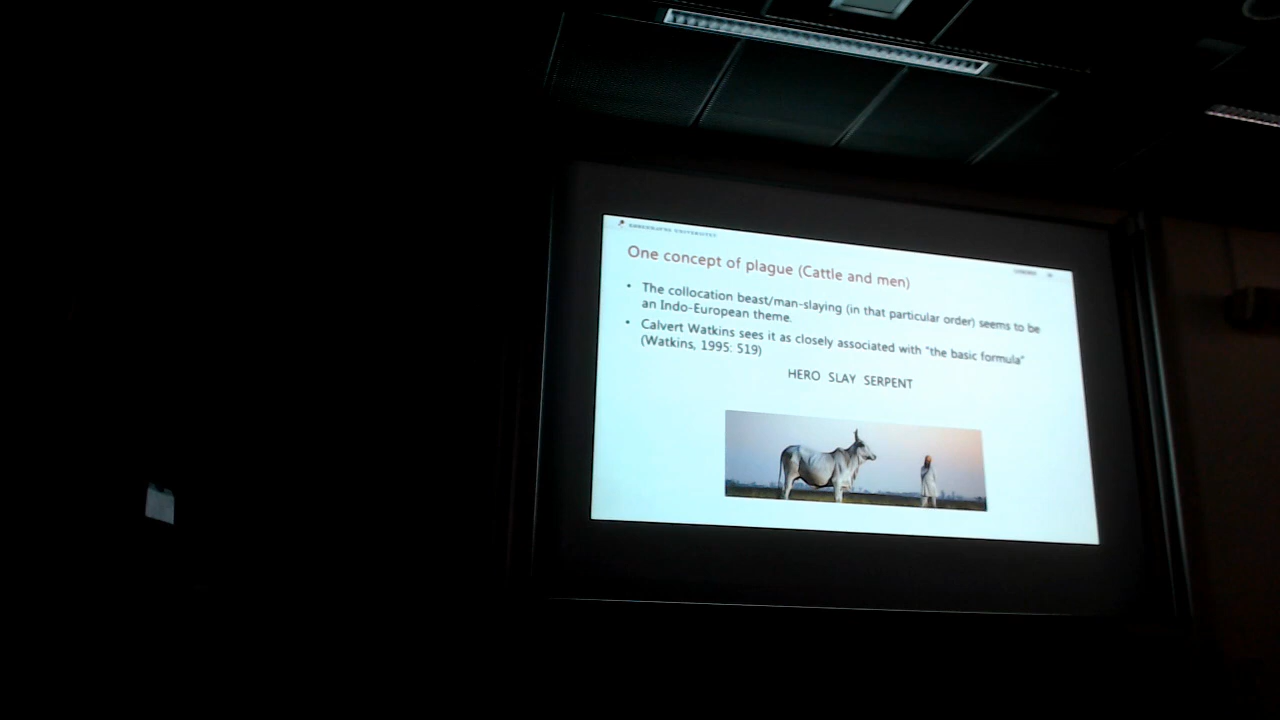 KØBENHAVNS UNIVERSITET
One concept of plague (Cattle and men)
• The collocation beast/man-slaying (in that particular order) seems to be
an Indo-European theme.
• Calvert Watkins sees it as closely associated with "the basic formula"
(Watkins, 1995: 519)
HERO SLAY SERPENT